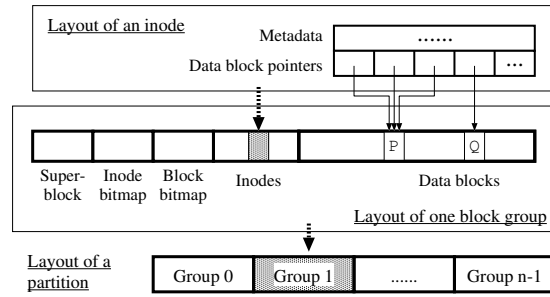 Layout of an inode
Metadata
......
Data block pointers
...
P
Q
Super-
block
Inode
bitmap
Block
bitmap
Inodes
Data blocks
Layout of one block group
Layout of a
partition
Group 0
Group 1
......
Group n-1